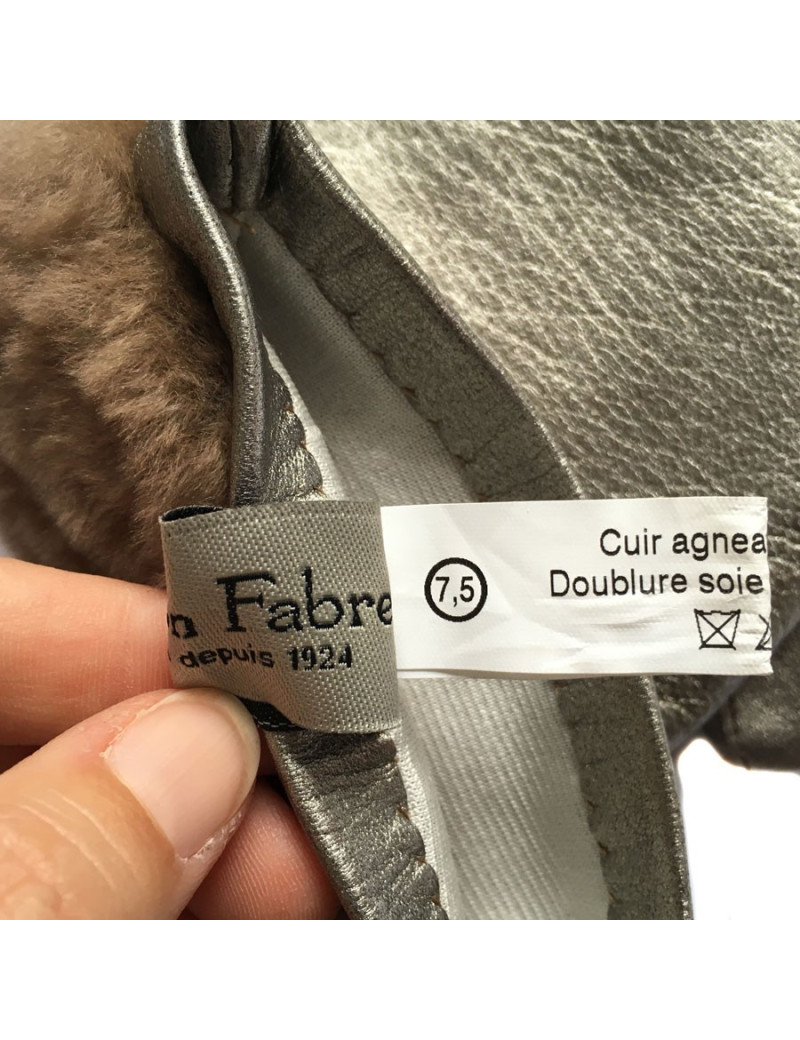 Fabre
depuis 1924
7,5
Cuir agnea
Doublure soie